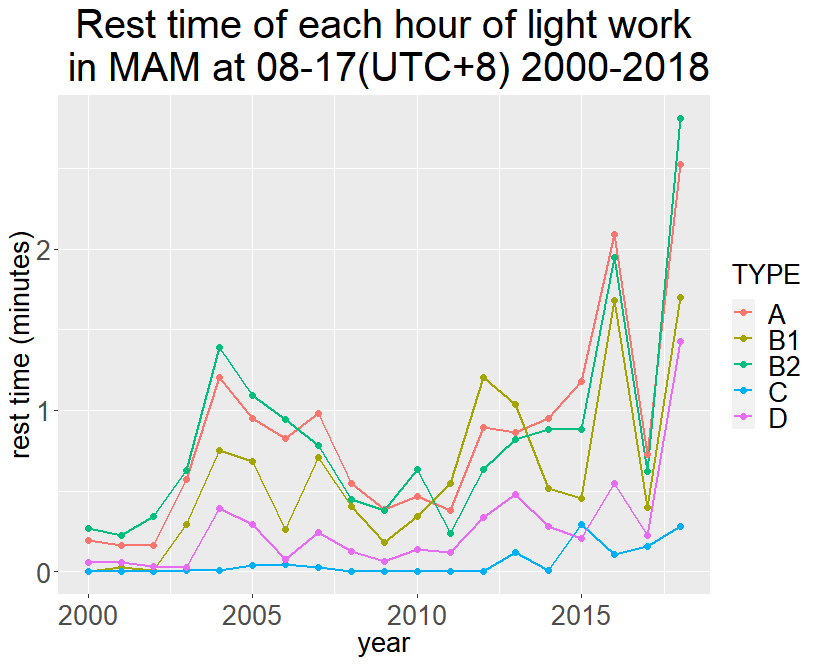 Rest time of each hour of light work
in MAM at 08-17(UTC+8) 2000-2018
rest time (minutes)
2
1
0
2000
2005
2010
2015
year
TYPE
A
B1
B2
C
D